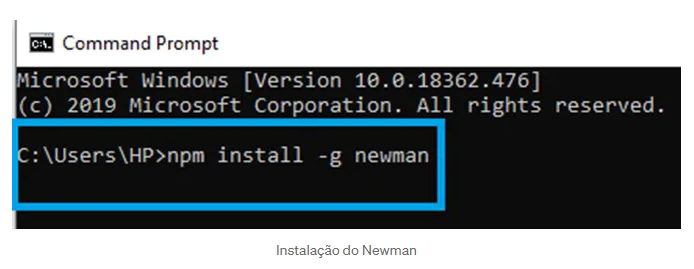 Command Prompt
Microsoft Windows [Version 10.0.18362.476]
(c) 2019 Microsoft Corporation. All rights reserved.
C:\Users\HP>npm install -g newman
Instalação do Newman